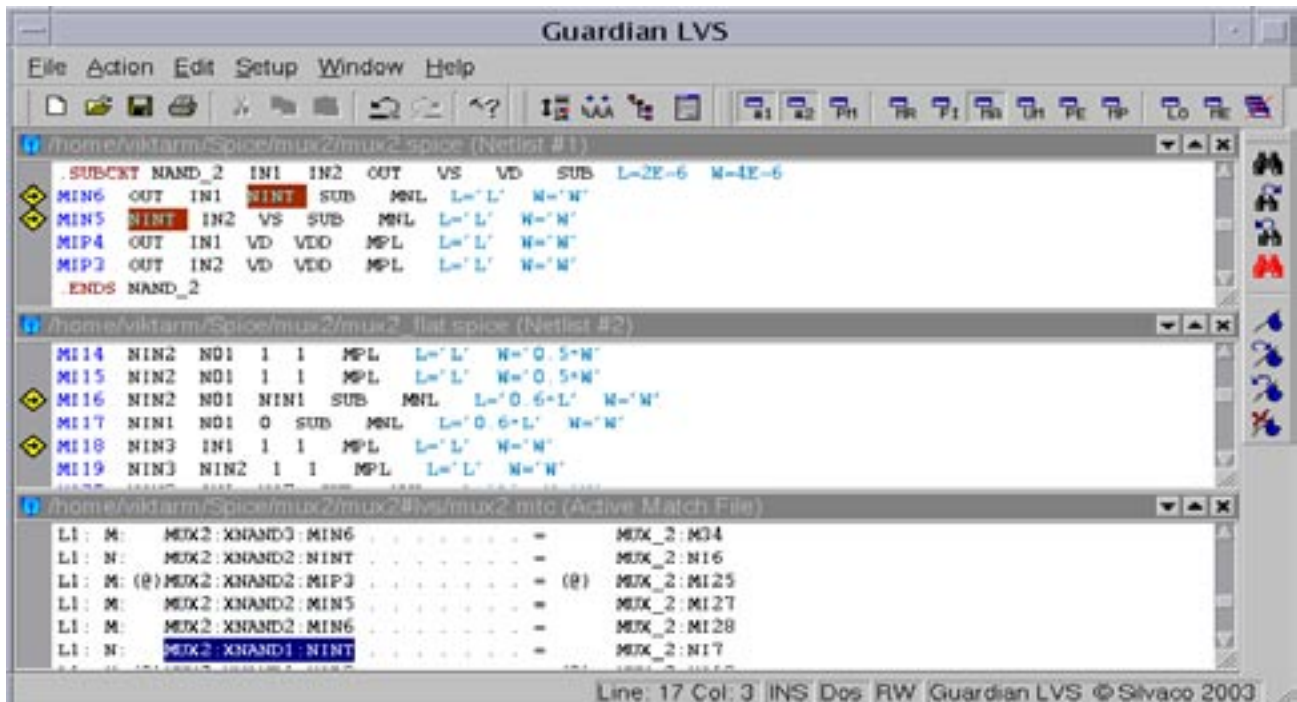 Guardian LVS
File Action Edit Setup Window Help
/home/viktarm/Spice/mux2/mux2.spice (Netlist #1)
.SUBCKT NAND_2 IN1 IN2 OUT VS VD SUB L=2E-6 W=4E-6
MIN6 OUT IN1 NINT SUB MNL L='L' W='W'
MIN5 NINT IN2 VS SUB MNL L='L' W='W'
MIP4 OUT IN1 VD VDD MPL L='L' W='W'
MIP3 OUT IN2 VD VDD MPL L='L' W='W'
.ENDS NAND_2
/home/viktarm/Spice/mux2/mux2_flat.spice (Netlist #2)
MI14 NIN2 NO1 1 1 MPL L='L' W='0.5*W'
MI15 NIN2 NO1 1 1 MPL L='L' W='0.5*W'
MI16 NIN2 NO1 NIN1 SUB MNL L='0.6*L' W='W'
MI17 NIN1 NO1 0 SUB MNL L='0.6*L' W='W'
MI18 NIN3 IN1 1 1 MPL L='L' W='W'
MI19 NIN3 NIN2 1 1 MPL L='L' W='W'
/home/viktarm/Spice/mux2/mux2#lvs/mux2.mtc (Active Match File)
L1: M: MUX2:XNAND3:MIN6 . . . . . . . = MUX_2:M34
L1: N: MUX2:XNAND2:NINT . . . . . . . = MUX_2:NI6
L1: M: (@)MUX2:XNAND2:MIP3 . . . . . . . = (@) MUX_2:MI25
L1: M: MUX2:XNAND2:MIN5 . . . . . . . = MUX_2:MI27
L1: M: MUX2:XNAND2:MIN6 . . . . . . . = MUX_2:MI28
L1: N: MUX2:XNAND1:NINT . . . . . . . = MUX_2:NI7
Line: 17 Col: 3 INS Dos RW Guardian LVS © Silvaco 2003